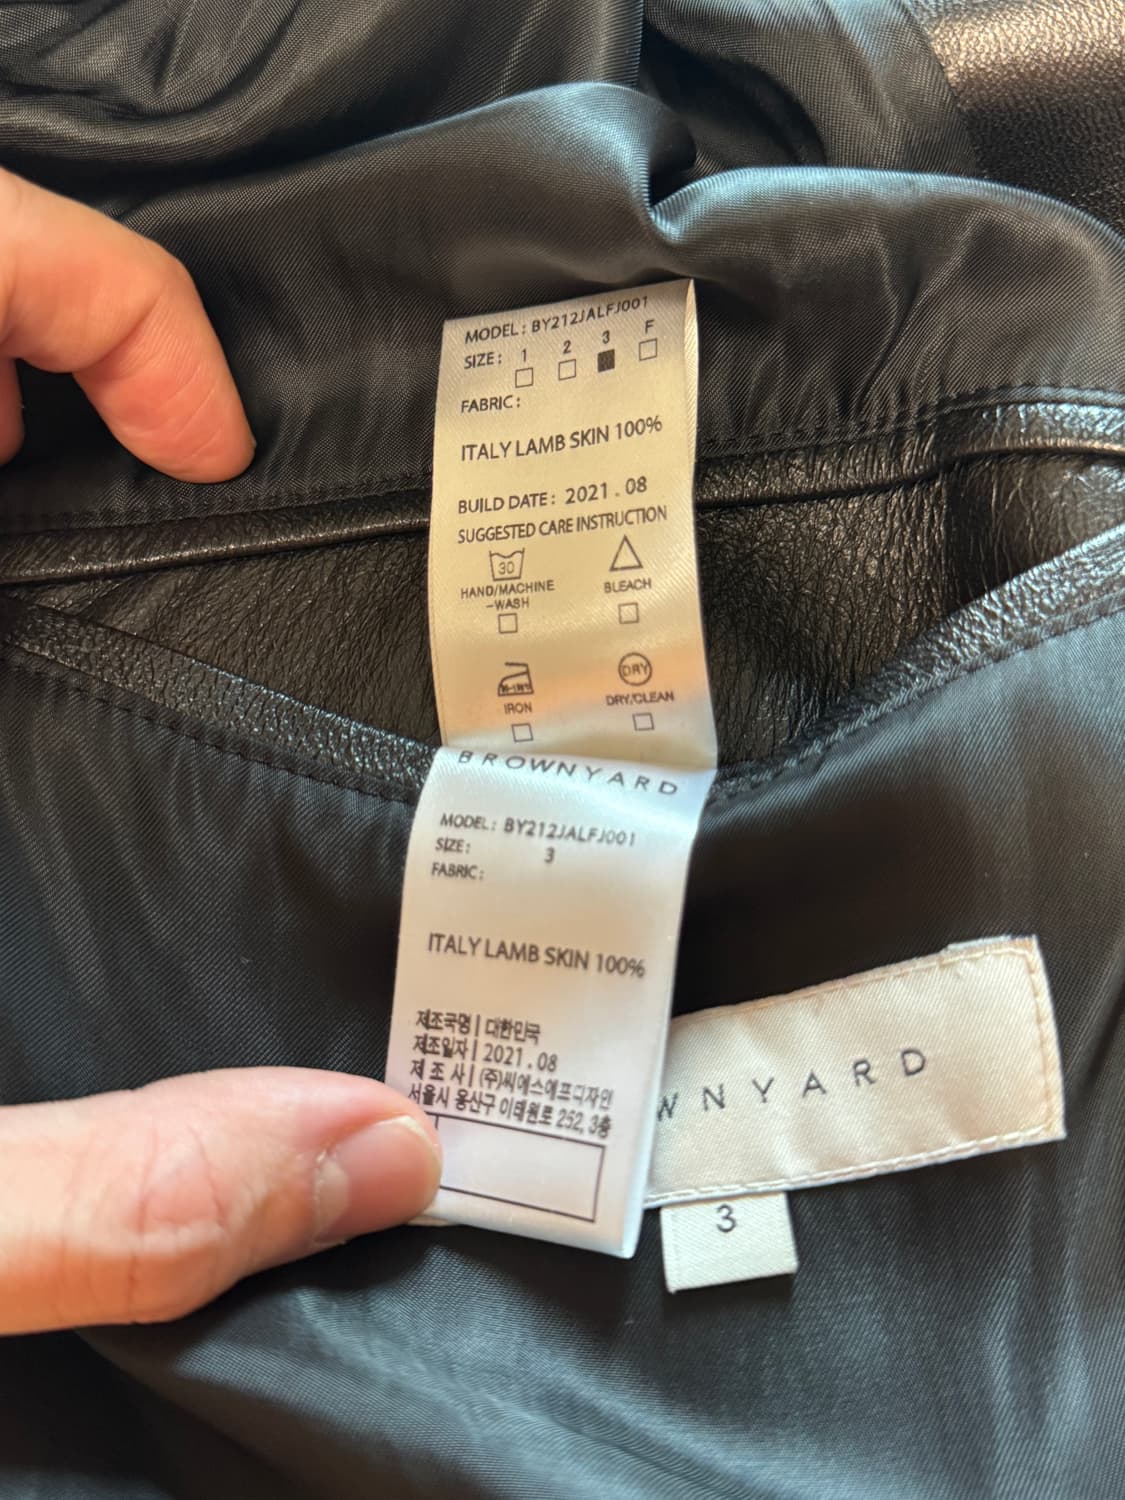 MODEL: BY212JALFJ001
SIZE: 1 2 3 F
FABRIC:
ITALY LAMB SKIN 100%
BUILD DATE: 2021.08
SUGGESTED CARE INSTRUCTION
30
HAND/MACHINE
-WASH
BLEACH
IRON
DRY
DRY/CLEAN
BROWNYARD
MODEL: BY212JALFJ001
SIZE: 3
FABRIC:
ITALY LAMB SKIN 100%
제조국명 | 대한민국
제조일자 | 2021.08
제 조 사 | (주)씨에스에프디자인
서울시 용산구 이태원로 252, 3층
WNYARD
3